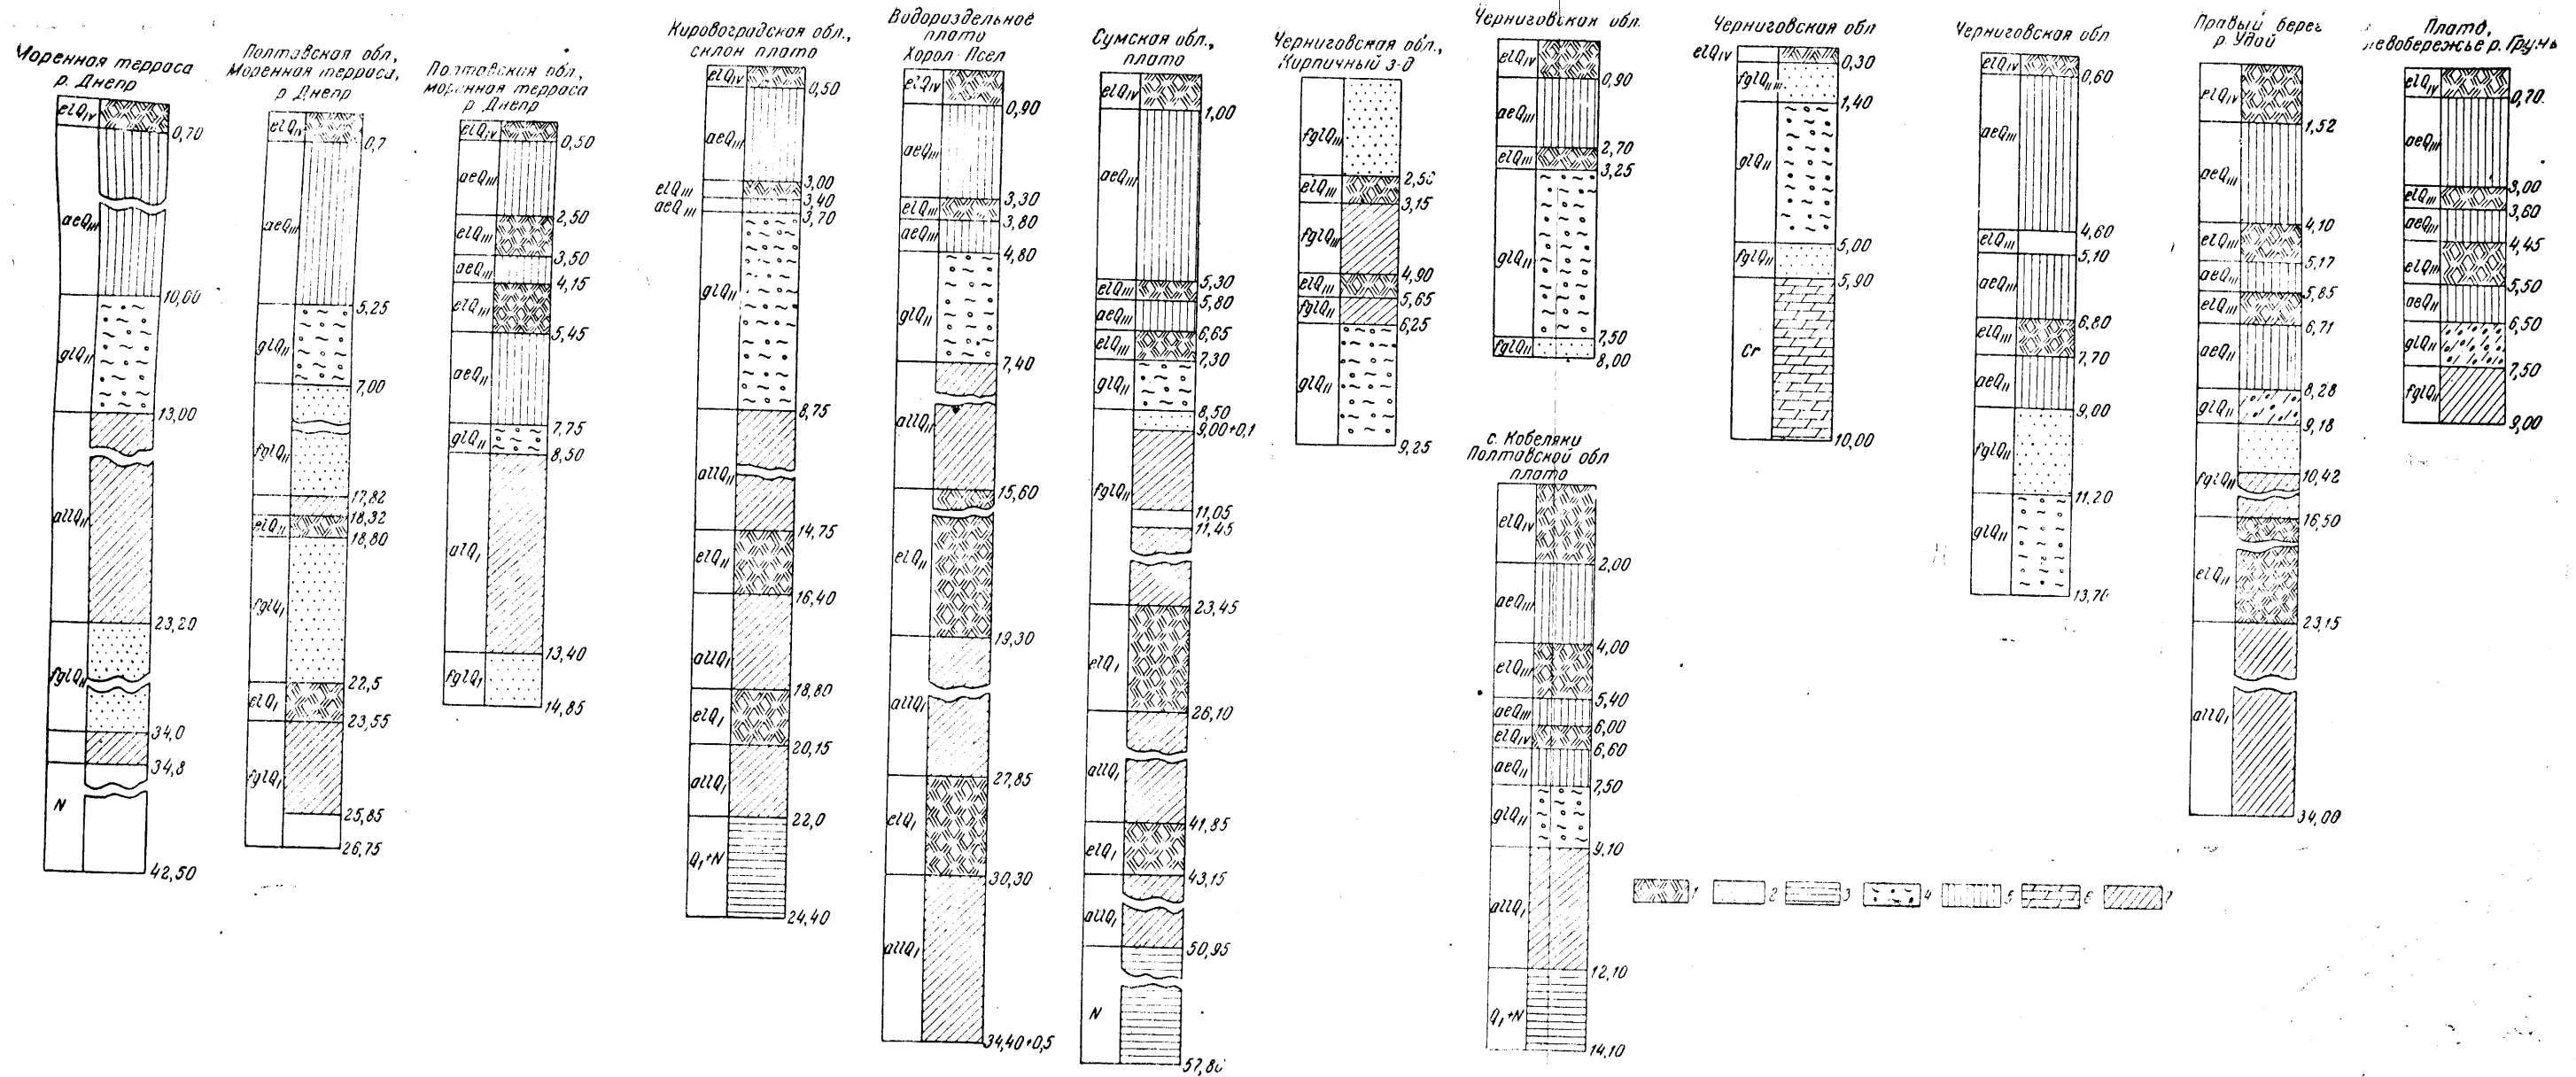 Моренная терраса
р. Днепр
elQIV
0,70
aeQIII
10,00
glQII
13,00
allQII
23,20
fglQII
34,0
34,8
N
42,50
Полтавская обл,
Моренная терраса,
р Днепр
elQIV
0,7
aeQIII
5,25
glQII
7,00
fglQII
17,82
18,32
elQII
18,80
fglQI
22,5
elQI
23,55
fglQI
25,85
26,75
Полтавская обл,
моренная терраса
р Днепр
elQIV
0,50
aeQIII
2,50
elQIII
3,50
aeQIII
4,15
elQIII
5,45
aeQII
7,75
glQII
8,50
alQI
13,40
fglQI
14,85
Кировоградская обл.,
склон плато
elQIV
0,50
aeQIII
3,00
elQIII
3,40
aeQIII
3,70
glQII
8,75
allQII
14,75
elQII
16,40
allQI
18,80
elQI
20,15
allQI
22,0
QI+N
24,40
Водораздельное
плато
Хорол-Псел
elQIV
0,90
aeQIII
3,30
elQIII
3,80
aeQIII
4,80
glQII
7,40
allQII
15,60
elQII
19,30
allQI
27,85
elQI
30,30
allQI
34,40+0,5
Сумская обл.,
плато
elQIV
1,00
aeQIII
5,30
elQIII
5,80
aeQIII
6,65
elQIII
7,30
glQII
8,50
9,00+0,1
fglQII
11,05
11,45
23,45
elQI
26,10
allQI
41,85
elQI
43,15
allQI
50,95
N
57,80
Черниговская обл.,
Кирпичный з-д
fglQIII
2,50
elQIII
3,15
fglQIII
4,90
elQIII
5,65
fglQII
6,25
glQII
9,25
Черниговская обл.
elQIV
0,90
aeQIII
2,70
elQIII
3,25
glQII
7,50
fglQII
8,00
с. Кобеляки
Полтавской обл
плато
elQIV
2,00
aeQIII
4,00
elQIII
5,40
aeQIII
6,00
elQIV
6,60
aeQII
7,50
glQII
9,10
allQI
12,10
QI+N
14,10
Черниговская обл
elQIV
0,30
1,40
glQII
5,00
fglQII
5,90
Cr
10,00
Черниговская обл
elQIV
0,60
aeQIII
4,60
elQIII
5,10
aeQIII
6,80
elQIII
7,70
aeQII
9,00
fglQII
11,20
glQII
13,70
Правый берег
р. Удай
elQIV
1,52
aeQIII
4,10
elQIII
5,17
aeQIII
5,85
elQIII
6,71
aeQII
8,28
glQII
9,18
fglQII
10,42
16,50
elQII
23,15
allQI
34,00
Плато,
левобережье р. Грунь
elQIV
0,70
aeQIII
3,00
elQIII
3,60
aeQIII
4,45
elQIII
5,50
aeQII
6,50
glQII
7,50
fglQII
9,00
1 2 3 4 5 6 7